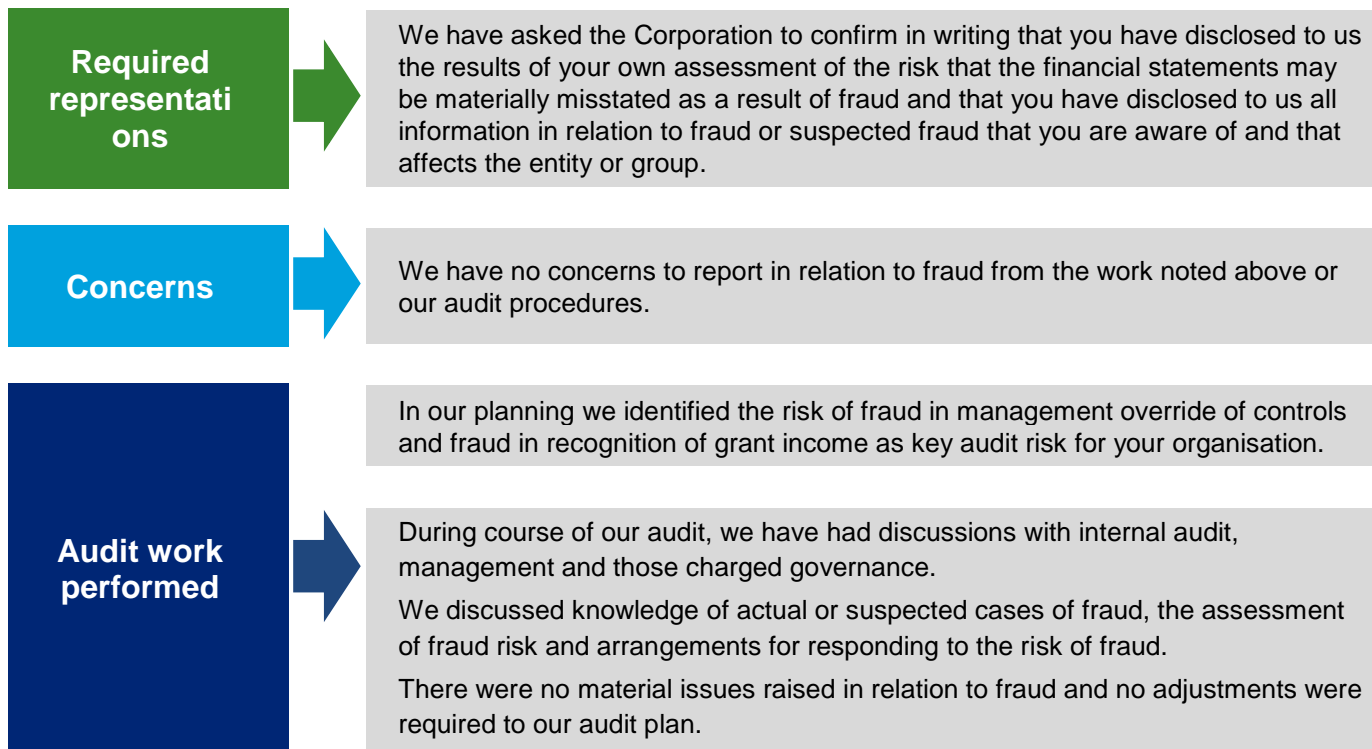 Required
representati
ons
We have asked the Corporation to confirm in writing that you have disclosed to us
the results of your own assessment of the risk that the financial statements may
be materially misstated as a result of fraud and that you have disclosed to us all
information in relation to fraud or suspected fraud that you are aware of and that
affects the entity or group.
Concerns
We have no concerns to report in relation to fraud from the work noted above or
our audit procedures.
Audit work
performed
In our planning we identified the risk of fraud in management override of controls
and fraud in recognition of grant income as key audit risk for your organisation.
During course of our audit, we have had discussions with internal audit,
management and those charged governance.
We discussed knowledge of actual or suspected cases of fraud, the assessment
of fraud risk and arrangements for responding to the risk of fraud.
There were no material issues raised in relation to fraud and no adjustments were
required to our audit plan.